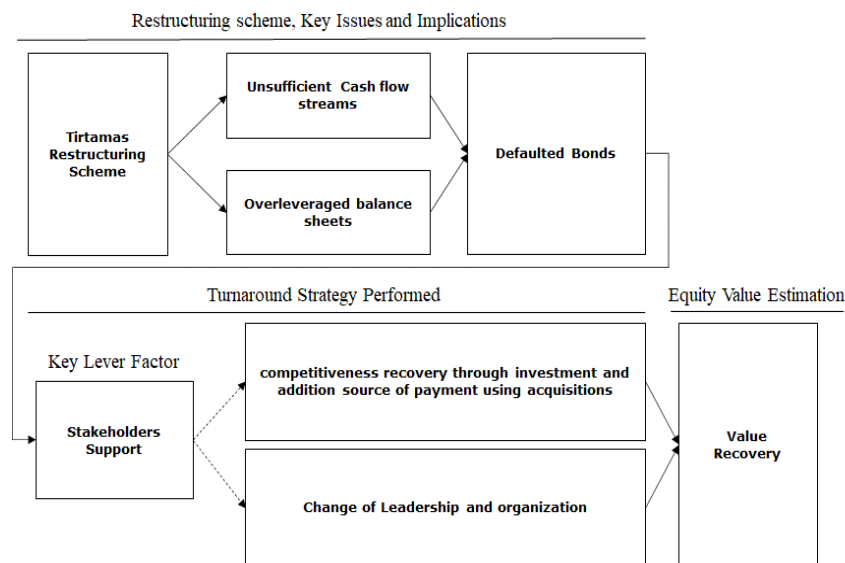 Restructuring scheme, Key Issues and Implications
Tirtamas
Restructuring
Scheme
Unsufficient Cash flow
streams
Overleveraged balance
sheets
Defaulted Bonds
Turnaround Strategy Performed
Equity Value Estimation
Key Lever Factor
Stakeholders
Support
competitiveness recovery through investment and
addition source of payment using acquisitions
Change of Leadership and organization
Value
Recovery